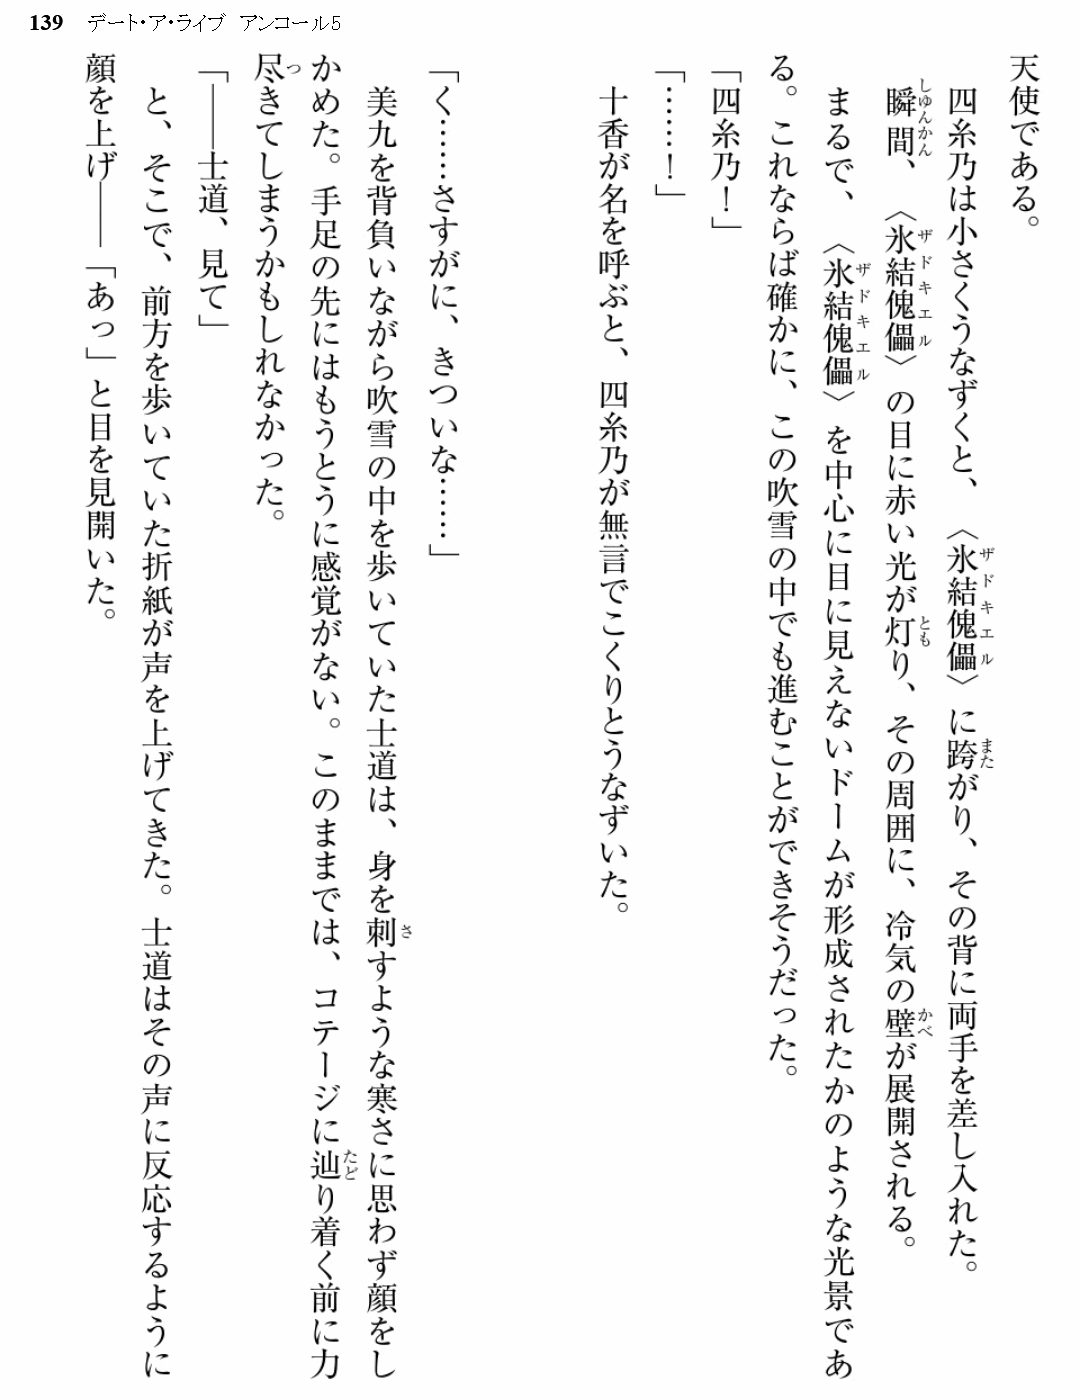 139 デート・ア・ライブ アンコール5
天使である。
四糸乃は小さくうなずくと、〈氷結傀儡〉に跨がり、その背に両手を差し入れた。
瞬間、〈氷結傀儡〉の目に赤い光が灯り、その周囲に、冷気の壁が展開される。
まるで、〈氷結傀儡〉を中心に目に見えないドームが形成されたかのような光景であ
る。これならば確かに、この吹雪の中でも進むことができそうだった。
「四糸乃！」
「……！」
十香が名を呼ぶと、四糸乃が無言でこくりとうなずいた。
「く……さすがに、きついな……」
美九を背負いながら吹雪の中を歩いていた士道は、身を刺すような寒さに思わず顔をし
かめた。手足の先にはもうとうに感覚がない。このままでは、コテージに辿り着く前に力
尽きてしまうかもしれなかった。
「――士道、見て」
と、そこで、前方を歩いていた折紙が声を上げてきた。士道はその声に反応するように
顔を上げ――「あっ」と目を見開いた。